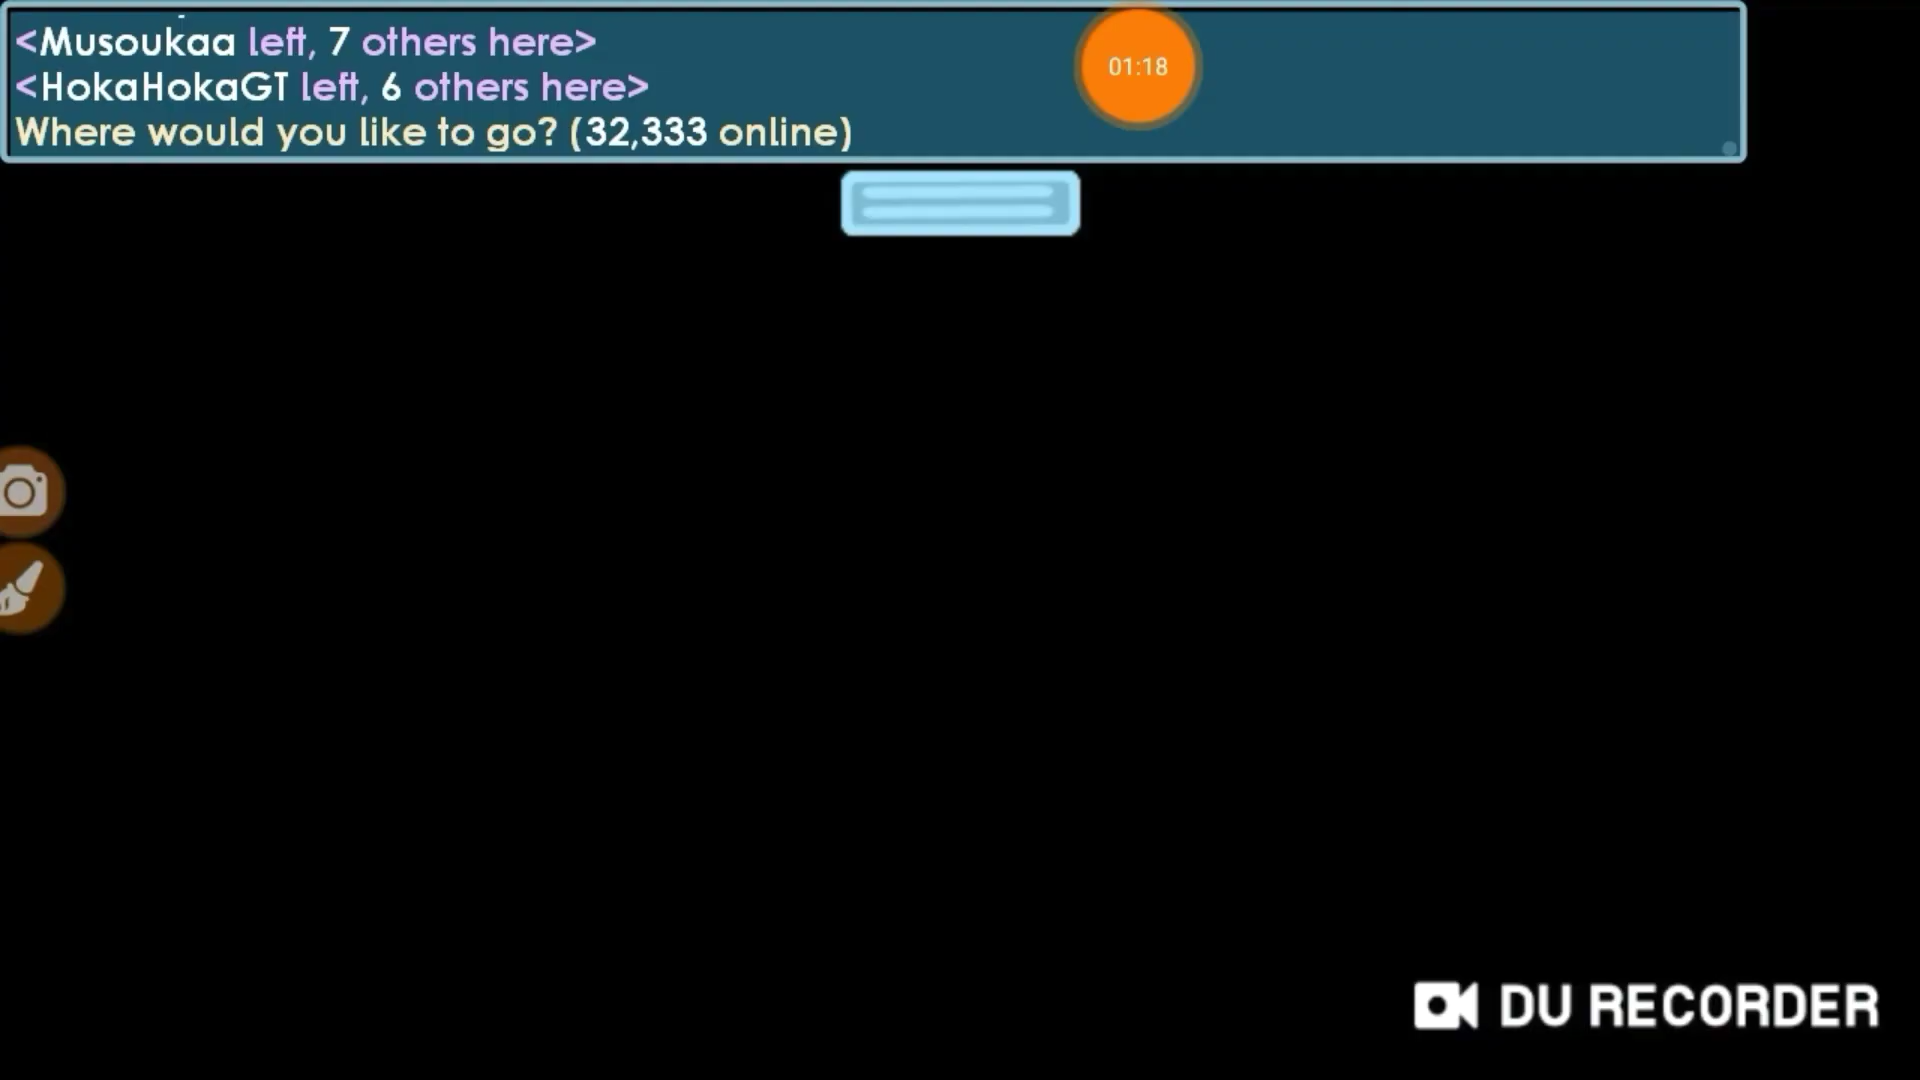 <Musoukaa left, 7 others here>
<HokaHokaGT left, 6 others here>
Where would you like to go? (32,333 online)
01:18
DU RECORDER